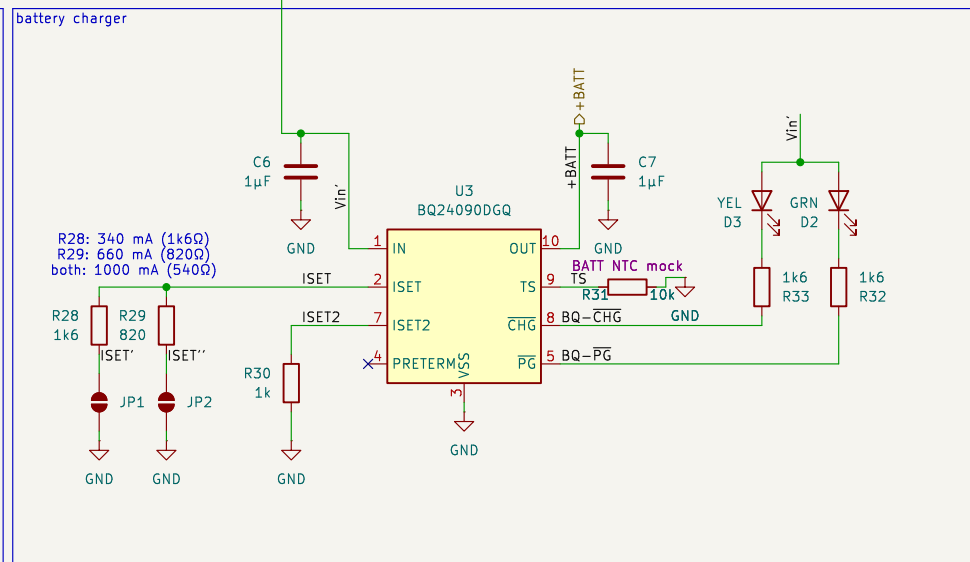 battery charger
+BATT
Vin'
C6
1µF
Vin'
+BATT
C7
1µF
U3
BQ24090DGQ
YEL
D3
GRN
D2
GND
GND
R28: 340 mA (1k6Ω)
R29: 660 mA (820Ω)
both: 1000 mA (540Ω)
1
IN
OUT
10
BATT NTC mock
ISET
2
ISET
TS
9
TS
R31
10k
GND
1k6
R33
1k6
R32
R28
1k6
R29
820
ISET2
7
ISET2
CHG
8
BQ-CHG
ISET'
ISET''
4
PRETERM
VSS
PG
5
BQ-PG
R30
1k
3
JP1
JP2
GND
GND
GND
GND